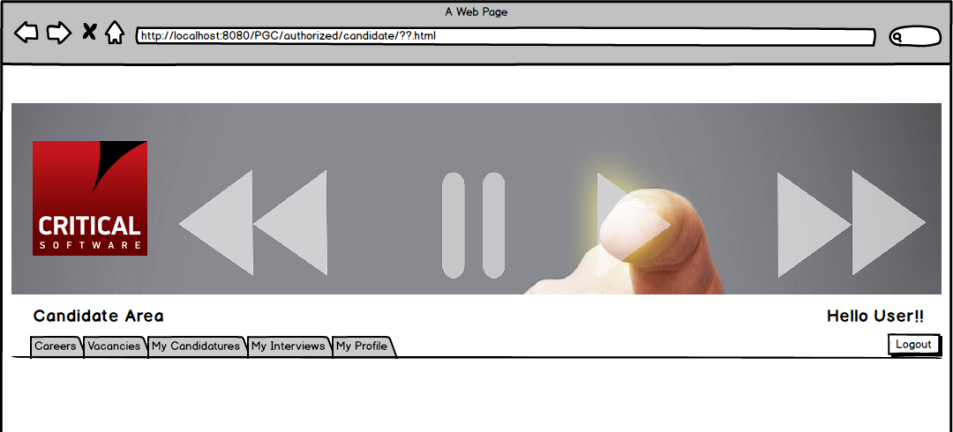 A Web Page
http://localhost:8080/PGC/authorized/candidate/??.html
CRITICAL
SOFTWARE
Candidate Area
Hello User!!
Careers Vacancies My Candidatures My Interviews My Profile
Logout